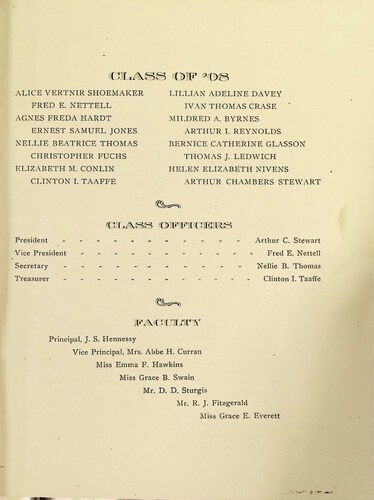 CLASS OF '08
ALICE VERTNIR SHOEMAKER
FRED E. NETTELL
AGNES FREDA HARDT
ERNEST SAMUEL JONES
NELLIE BEATRICE THOMAS
CHRISTOPHER FUCHS
ELIZABETH M. CONLIN
CLINTON I. TAAFFE
LILLIAN ADELINE DAVEY
IVAN THOMAS CRASE
MILDRED A. BYRNES
ARTHUR I. REYNOLDS
BERNICE CATHERINE GLASSON
THOMAS J. LEDWICH
HELEN ELIZABETH NIVENS
ARTHUR CHAMBERS STEWART
CLASS OFFICERS
President - - - - - - - - - - - Arthur C. Stewart
Vice President - - - - - - - - - - - Fred E. Nettell
Secretary - - - - - - - - - - - Nellie B. Thomas
Treasurer - - - - - - - - - - - Clinton I. Taaffe
FACULTY
Principal, J. S. Hennessy
Vice Principal, Mrs. Abbe H. Curran
Miss Emma F. Hawkins
Miss Grace B. Swain
Mr. D. D. Sturgis
Mr. R. J. Fitzgerald
Miss Grace E. Everett